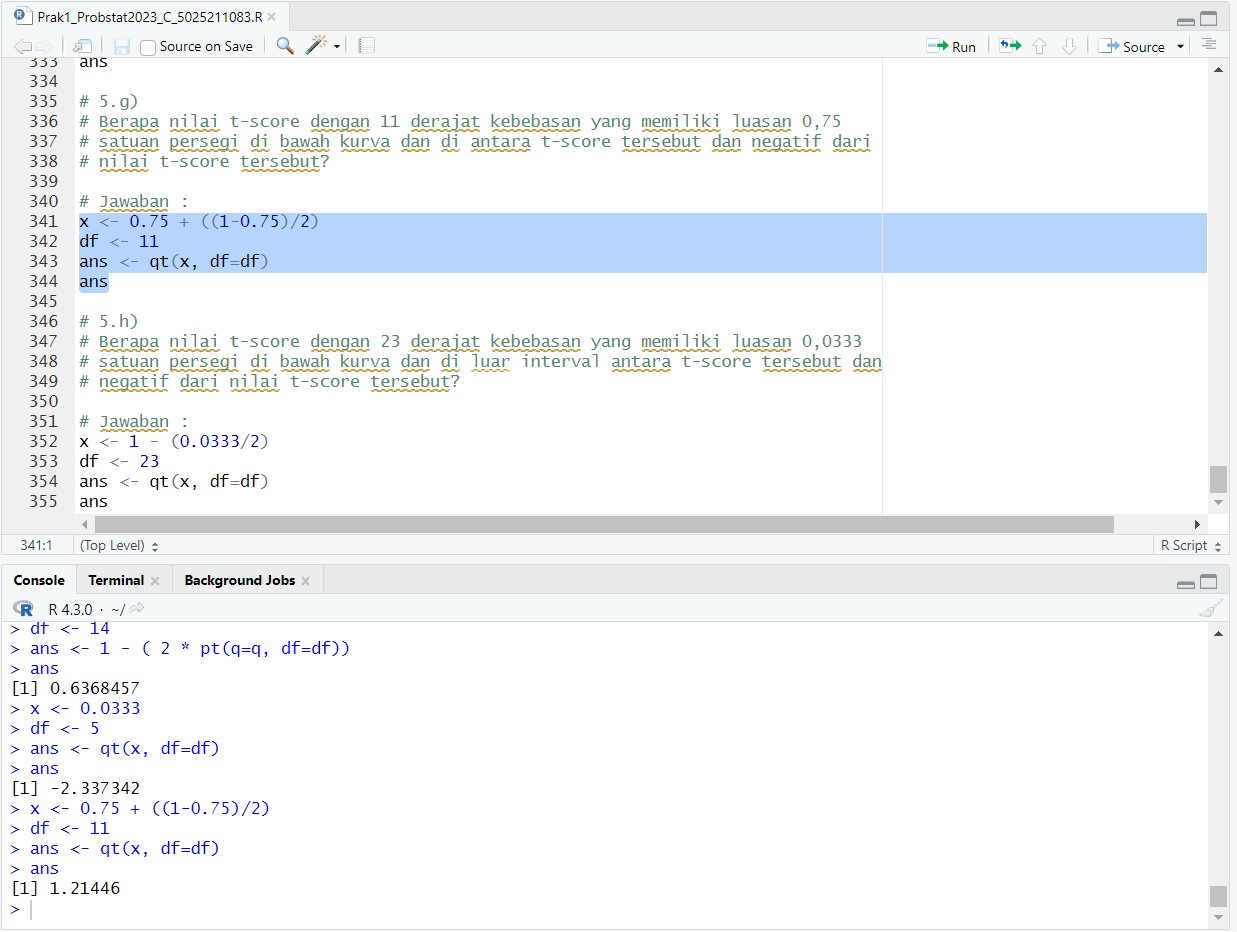 Prak1_Probstat2023_C_5025211083.R
Source on Save
Run
Source
333 ans
334
335 # 5.g)
336 # Berapa nilai t-score dengan 11 derajat kebebasan yang memiliki luasan 0,75
337 # satuan persegi di bawah kurva dan di antara t-score tersebut dan negatif dari
338 # nilai t-score tersebut?
339
340 # Jawaban :
341 x <- 0.75 + ((1-0.75)/2)
342 df <- 11
343 ans <- qt(x, df=df)
344 ans
345
346 # 5.h)
347 # Berapa nilai t-score dengan 23 derajat kebebasan yang memiliki luasan 0,0333
348 # satuan persegi di bawah kurva dan di luar interval antara t-score tersebut dan
349 # negatif dari nilai t-score tersebut?
350
351 # Jawaban :
352 x <- 1 - (0.0333/2)
353 df <- 23
354 ans <- qt(x, df=df)
355 ans
341:1 (Top Level) R Script
Console Terminal Background Jobs
R R 4.3.0 · ~/
> df <- 14
> ans <- 1 - ( 2 * pt(q=q, df=df))
> ans
[1] 0.6368457
> x <- 0.0333
> df <- 5
> ans <- qt(x, df=df)
> ans
[1] -2.337342
> x <- 0.75 + ((1-0.75)/2)
> df <- 11
> ans <- qt(x, df=df)
> ans
[1] 1.21446
>